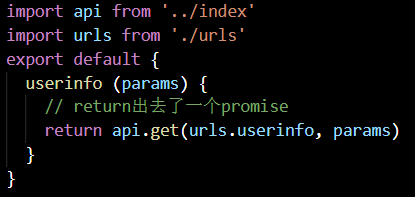 import api from '../index'
import urls from './urls'
export default {
  userinfo (params) {
    // return出去了一个promise
    return api.get(urls.userinfo, params)
  }
}